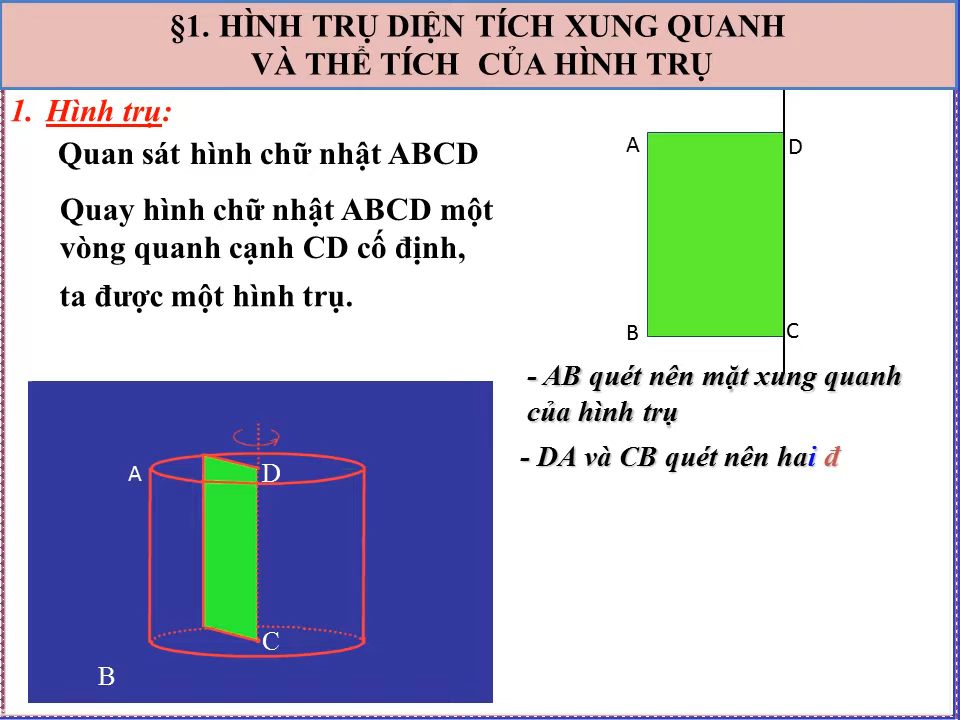 §1. HÌNH TRỤ DIỆN TÍCH XUNG QUANH
VÀ THỂ TÍCH CỦA HÌNH TRỤ
1. Hình trụ:
Quan sát hình chữ nhật ABCD
Quay hình chữ nhật ABCD một
vòng quanh cạnh CD cố định,
ta được một hình trụ.
A
D
B
C
- AB quét nên mặt xung quanh
của hình trụ
- DA và CB quét nên hai đ
A
D
C
B